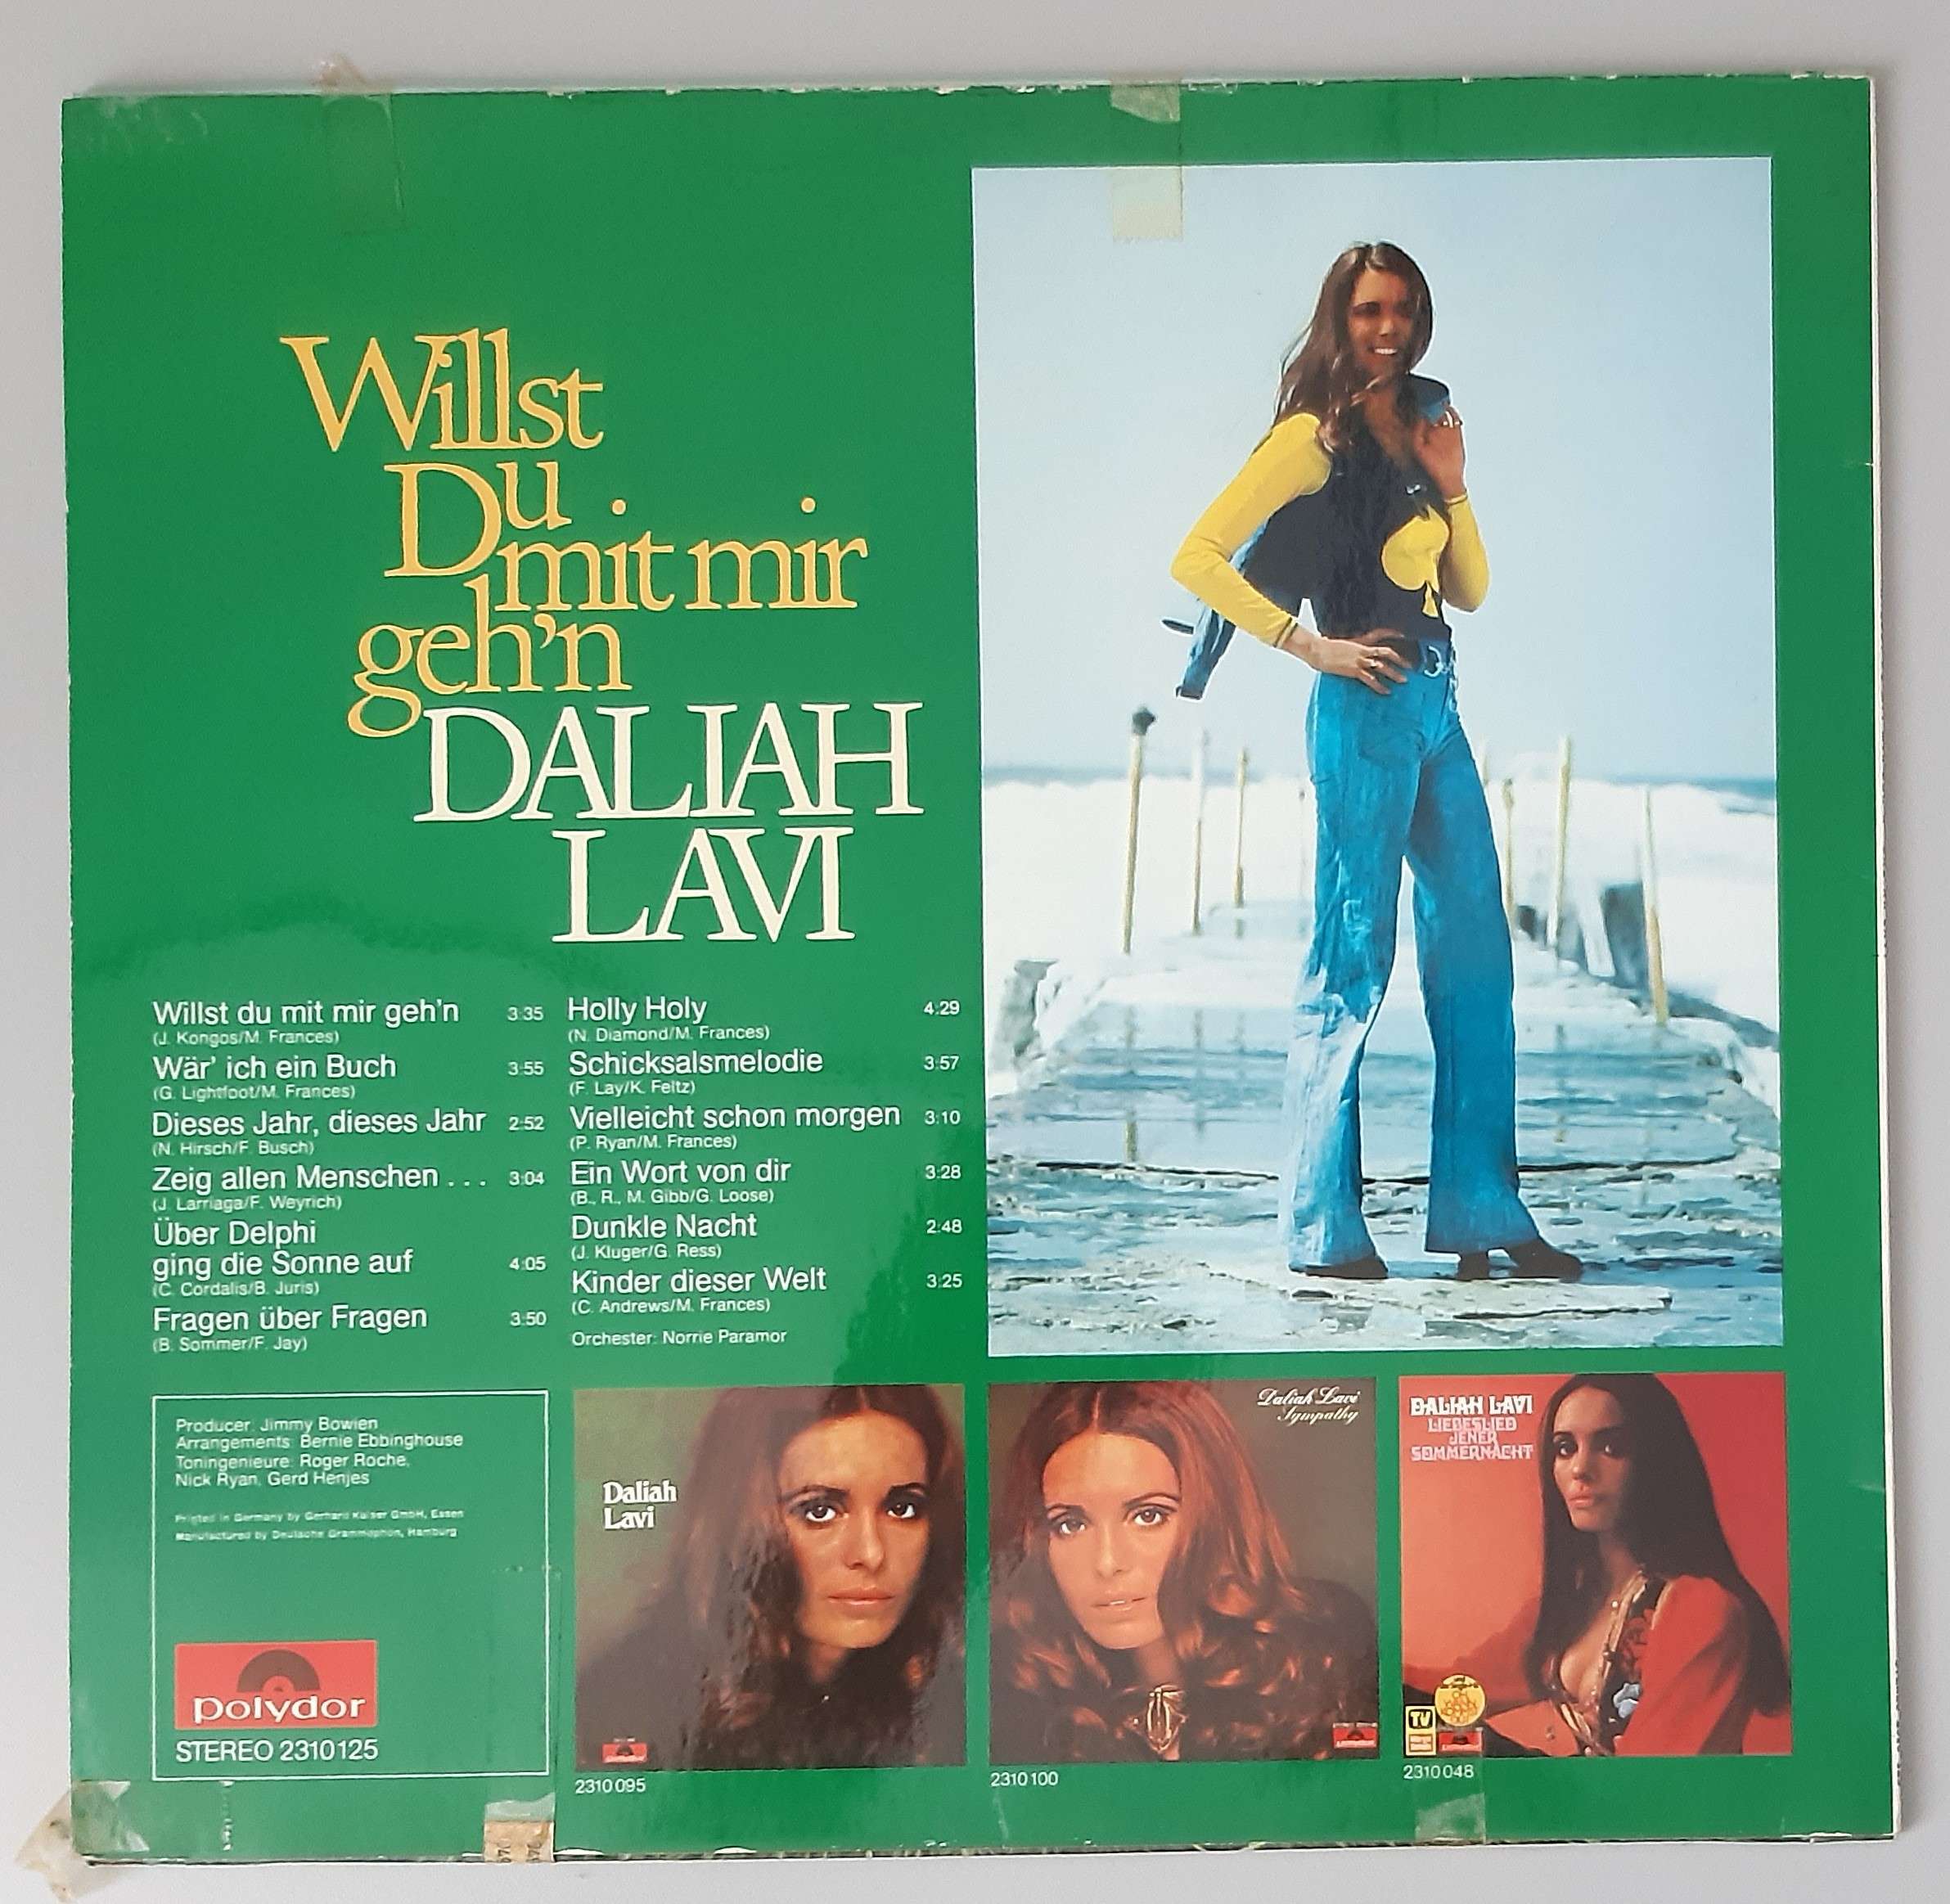 Willst
Du
mit mir
geh'n
DALIAH
LAVI
Willst du mit mir geh'n 3:35
(J. Kongos/M. Frances)
Wär' ich ein Buch 3:55
(G. Lightfoot/M. Frances)
Dieses Jahr, dieses Jahr 2:52
(N. Hirsch/F. Busch)
Zeig allen Menschen . . . 3:04
(J. Larriaga/F. Weyrich)
Über Delphi
ging die Sonne auf 4:05
(C. Cordalis/B. Juris)
Fragen über Fragen 3:50
(B. Sommer/F. Jay)
Holly Holy 4:29
(N. Diamond/M. Frances)
Schicksalsmelodie 3:57
(F. Lay/K. Feltz)
Vielleicht schon morgen 3:10
(P. Ryan/M. Frances)
Ein Wort von dir 3:28
(B., R., M. Gibb/G. Loose)
Dunkle Nacht 2:48
(J. Kluger/G. Ress)
Kinder dieser Welt 3:25
(C. Andrews/M. Frances)
Orchester: Norrie Paramor
Producer: Jimmy Bowien
Arrangements: Bernie Ebbinghouse
Toningenieure: Roger Roche,
Nick Ryan, Gerd Henjes
Printed in Germany by Gerhard Kaiser GmbH, Essen
Manufactured by Deutsche Grammophon, Hamburg
polydor
STEREO 2310 125
Daliah
Lavi
2310 095
Daliah Lavi
Sympathy
2310 100
DALIAH LAVI
LIEBESLIED
JENER
SOMMERNACHT
TV
2310 048